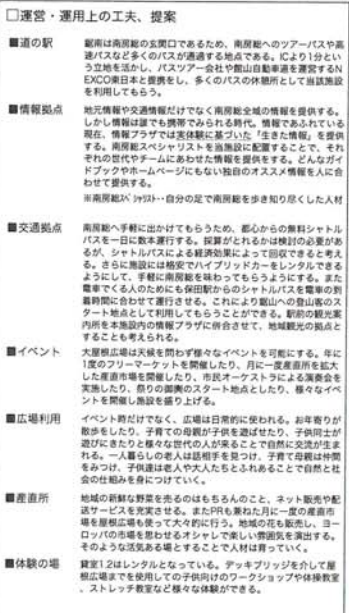 □運営・運用上の工夫、提案
■道の駅 鋸南は南房総の玄関口であるため、南房総へのツアーバスや高
速バスなど多くのバスが通過する地点である。ICより1分とい
う立地を活かし、バスツアー会社や館山自動車道を運営するN
EXCO東日本と提携をし、多くのバスの休憩所として当該施設
を利用してもらう。
■情報拠点 地元情報や交通情報だけでなく南房総全域の情報を提供する。
しかし情報は誰でも携帯でみられる時代。情報であふれている
現在、情報プラザでは実体験に基づいた「生きた情報」を提供
する。南房総スペシャリストを当施設に配置することで、それ
ぞれの世代やチームにあわせた情報を提供をする。どんなガイ
ドブックやホームページにもない独自のオススメ情報を人に合
わせて提供する。
※南房総スペシャリスト‥自分の足で南房総を歩き知り尽くした人材
■交通拠点 南房総へ手軽に出かけてもらうため、都心からの無料シャトル
バスを一日に数本運行する。採算がとれるかは検討の必要があ
るが、シャトルバスによる経済効果によって回収できると考え
る。さらに施設には格安でハイブリッドカーをレンタルできる
ようにして、手軽に南房総を味わってもらうようにする。また
電車でくる人のためにも保田駅からのシャトルバスを電車の到
着時間に合わせて運行させる。これにより鋸山への登山客のス
タート地点として利用してもらうことができる。駅前の観光案
内所を本施設内の情報プラザに併合させて、地域観光の拠点と
することも考えられる。
■イベント 大屋根広場は天候を問わず様々なイベントを可能にする。年に
1度のフリーマーケットを開催したり、月に一度産直所を拡大
した産直市場を開催したり、市民オーケストラによる演奏会を
実施したり、祭りの御輿のスタート地点としたり、様々なイベ
ントを開催し施設を盛り上げる。
■広場利用 イベント時だけでなく、広場は日常的に使われる。お年寄りが
散歩をしたり、子育ての母親が子供を遊ばせたり、子供同士が
遊びにきたりと様々な世代の人が来ることで自然に交流が生ま
れる。一人暮らしの老人は話相手を見つけ、子育て母親は仲間
をみつけ、子供達は老人や大人たちとふれあることで自然と社会
の仕組みを身につけていく。
■産直所 地域の新鮮な野菜を売るのはもちろんのこと、ネット販売や配
送サービスを充実させる。またPRも兼ねた月に一度の産直市
場を屋根広場も使って大々的に行う。地域の花も販売し、ヨー
ロッパの市場を思わせるオシャレで楽しい雰囲気を演出する。
そのような活気ある場とすることで人材は育っていく。
■体験の場 貸室1.2はレンタルとなっている。デッキブリッジを介して屋
根広場までを使用しての子供向けのワークショップや体操教室
、ストレッチ教室など様々な体験ができる。